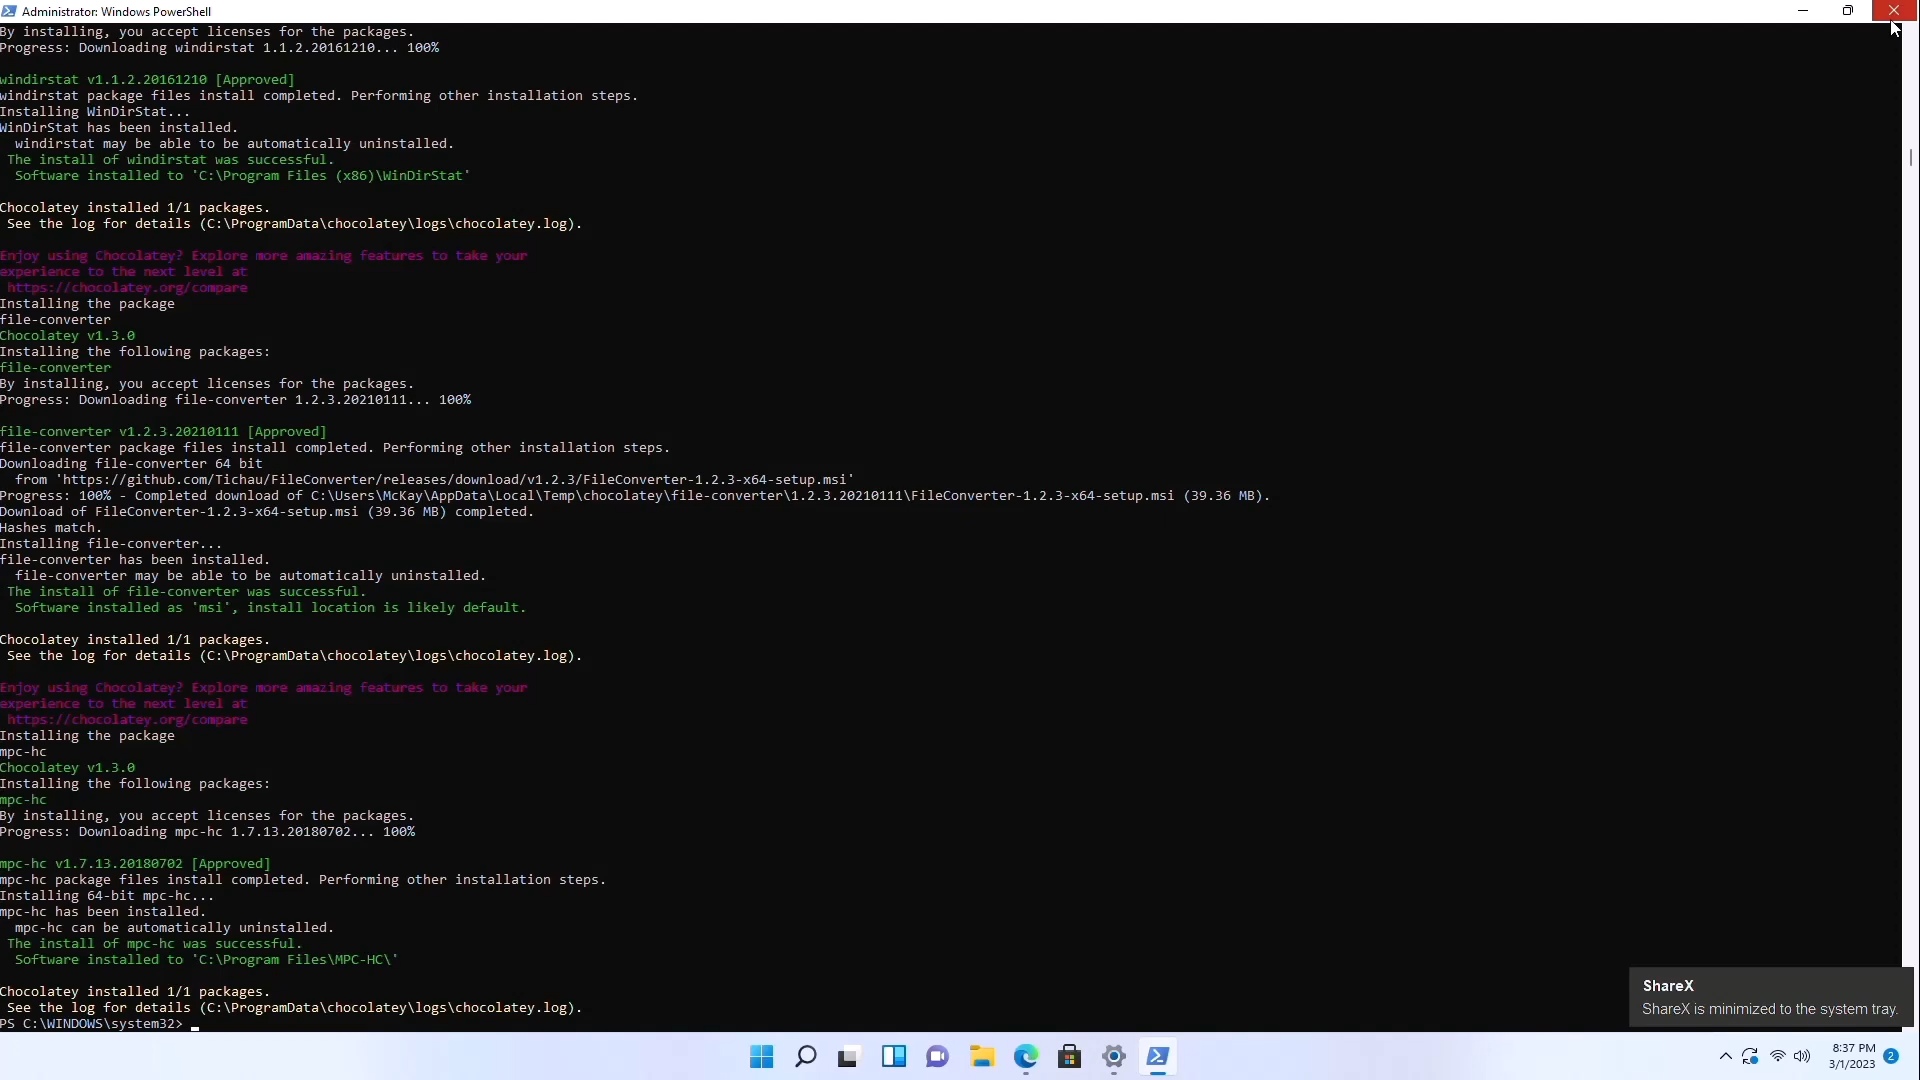 Administrator: Windows PowerShell
By installing, you accept licenses for the packages.
Progress: Downloading windirstat 1.1.2.20161210... 100%
windirstat v1.1.2.20161210 [Approved]
windirstat package files install completed. Performing other installation steps.
Installing WinDirStat...
WinDirStat has been installed.
windirstat may be able to be automatically uninstalled.
The install of windirstat was successful.
Software installed to 'C:\Program Files (x86)\WinDirStat'
Chocolatey installed 1/1 packages.
See the log for details (C:\ProgramData\chocolatey\logs\chocolatey.log).
Enjoy using Chocolatey? Explore more amazing features to take your
experience to the next level at
https://chocolatey.org/compare
Installing the package
file-converter
Chocolatey v1.3.0
Installing the following packages:
file-converter
By installing, you accept licenses for the packages.
Progress: Downloading file-converter 1.2.3.20210111... 100%
file-converter v1.2.3.20210111 [Approved]
file-converter package files install completed. Performing other installation steps.
Downloading file-converter 64 bit
from 'https://github.com/Tichau/FileConverter/releases/download/v1.2.3/FileConverter-1.2.3-x64-setup.msi'
Progress: 100% - Completed download of C:\Users\McKay\AppData\Local\Temp\chocolatey\file-converter\1.2.3.20210111\FileConverter-1.2.3-x64-setup.msi (39.36 MB).
Download of FileConverter-1.2.3-x64-setup.msi (39.36 MB) completed.
Hashes match.
Installing file-converter...
file-converter has been installed.
file-converter may be able to be automatically uninstalled.
The install of file-converter was successful.
Software installed as 'msi', install location is likely default.
Chocolatey installed 1/1 packages.
See the log for details (C:\ProgramData\chocolatey\logs\chocolatey.log).
Enjoy using Chocolatey? Explore more amazing features to take your
experience to the next level at
https://chocolatey.org/compare
Installing the package
mpc-hc
Chocolatey v1.3.0
Installing the following packages:
mpc-hc
By installing, you accept licenses for the packages.
Progress: Downloading mpc-hc 1.7.13.20180702... 100%
mpc-hc v1.7.13.20180702 [Approved]
mpc-hc package files install completed. Performing other installation steps.
Installing 64-bit mpc-hc...
mpc-hc has been installed.
mpc-hc can be automatically uninstalled.
The install of mpc-hc was successful.
Software installed to 'C:\Program Files\MPC-HC\'
Chocolatey installed 1/1 packages.
See the log for details (C:\ProgramData\chocolatey\logs\chocolatey.log).
PS C:\WINDOWS\system32>
ShareX
ShareX is minimized to the system tray.
8:37 PM
3/1/2023
2